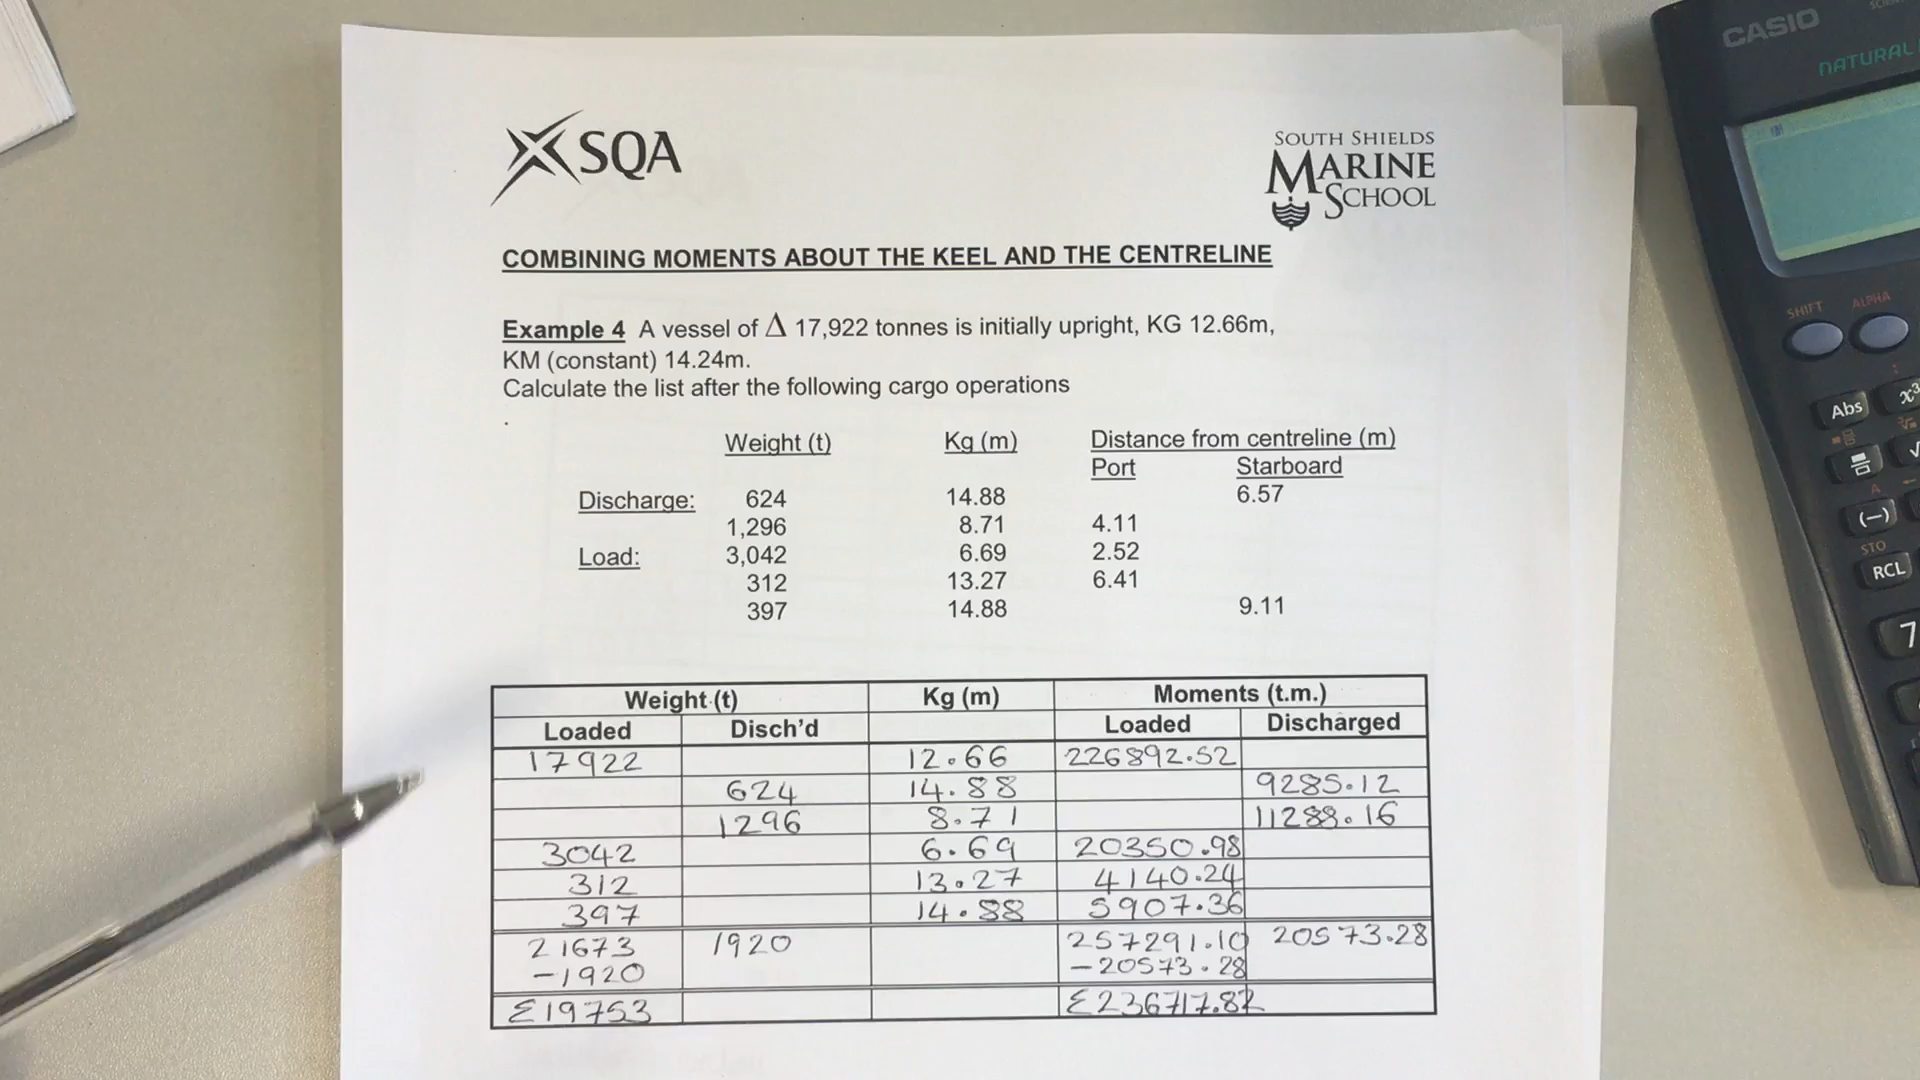 SQA
SOUTH SHIELDS
MARINE
SCHOOL
COMBINING MOMENTS ABOUT THE KEEL AND THE CENTRELINE
Example 4 A vessel of Δ 17,922 tonnes is initially upright, KG 12.66m,
KM (constant) 14.24m.
Calculate the list after the following cargo operations
Weight (t) Kg (m) Distance from centreline (m)
Port Starboard
Discharge: 624 14.88 6.57
1,296 8.71 4.11
Load: 3,042 6.69 2.52
312 13.27 6.41
397 14.88 9.11
Weight (t) Kg (m) Moments (t.m.)
Loaded Disch'd Loaded Discharged
17922 12.66 226892.52
624 14.88 9285.12
1296 8.71 11288.16
3042 6.69 20350.98
312 13.27 4140.24
397 14.88 5907.36
21673 1920 257291.10 20573.28
-1920 -20573.28
Σ19753 Σ236717.82
CASIO
NATURAL
SHIFT ALPHA
Abs x³
A
(−)
STO
RCL
7